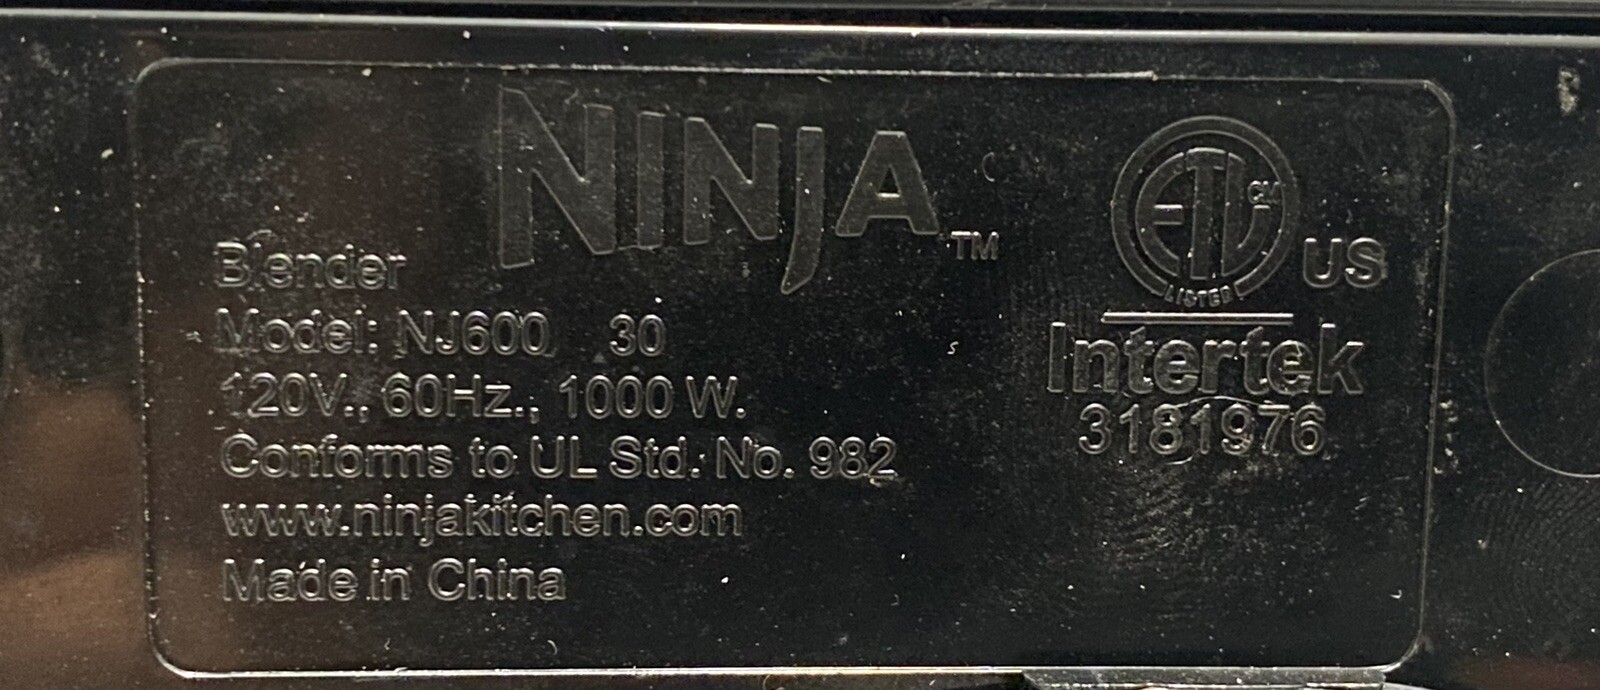 NINJA™
Blender
Model: NJ600 30
120V., 60Hz., 1000 W.
Conforms to UL Std. No. 982
www.ninjakitchen.com
Made in China
ETL CM
LISTED
US
Intertek
3181976